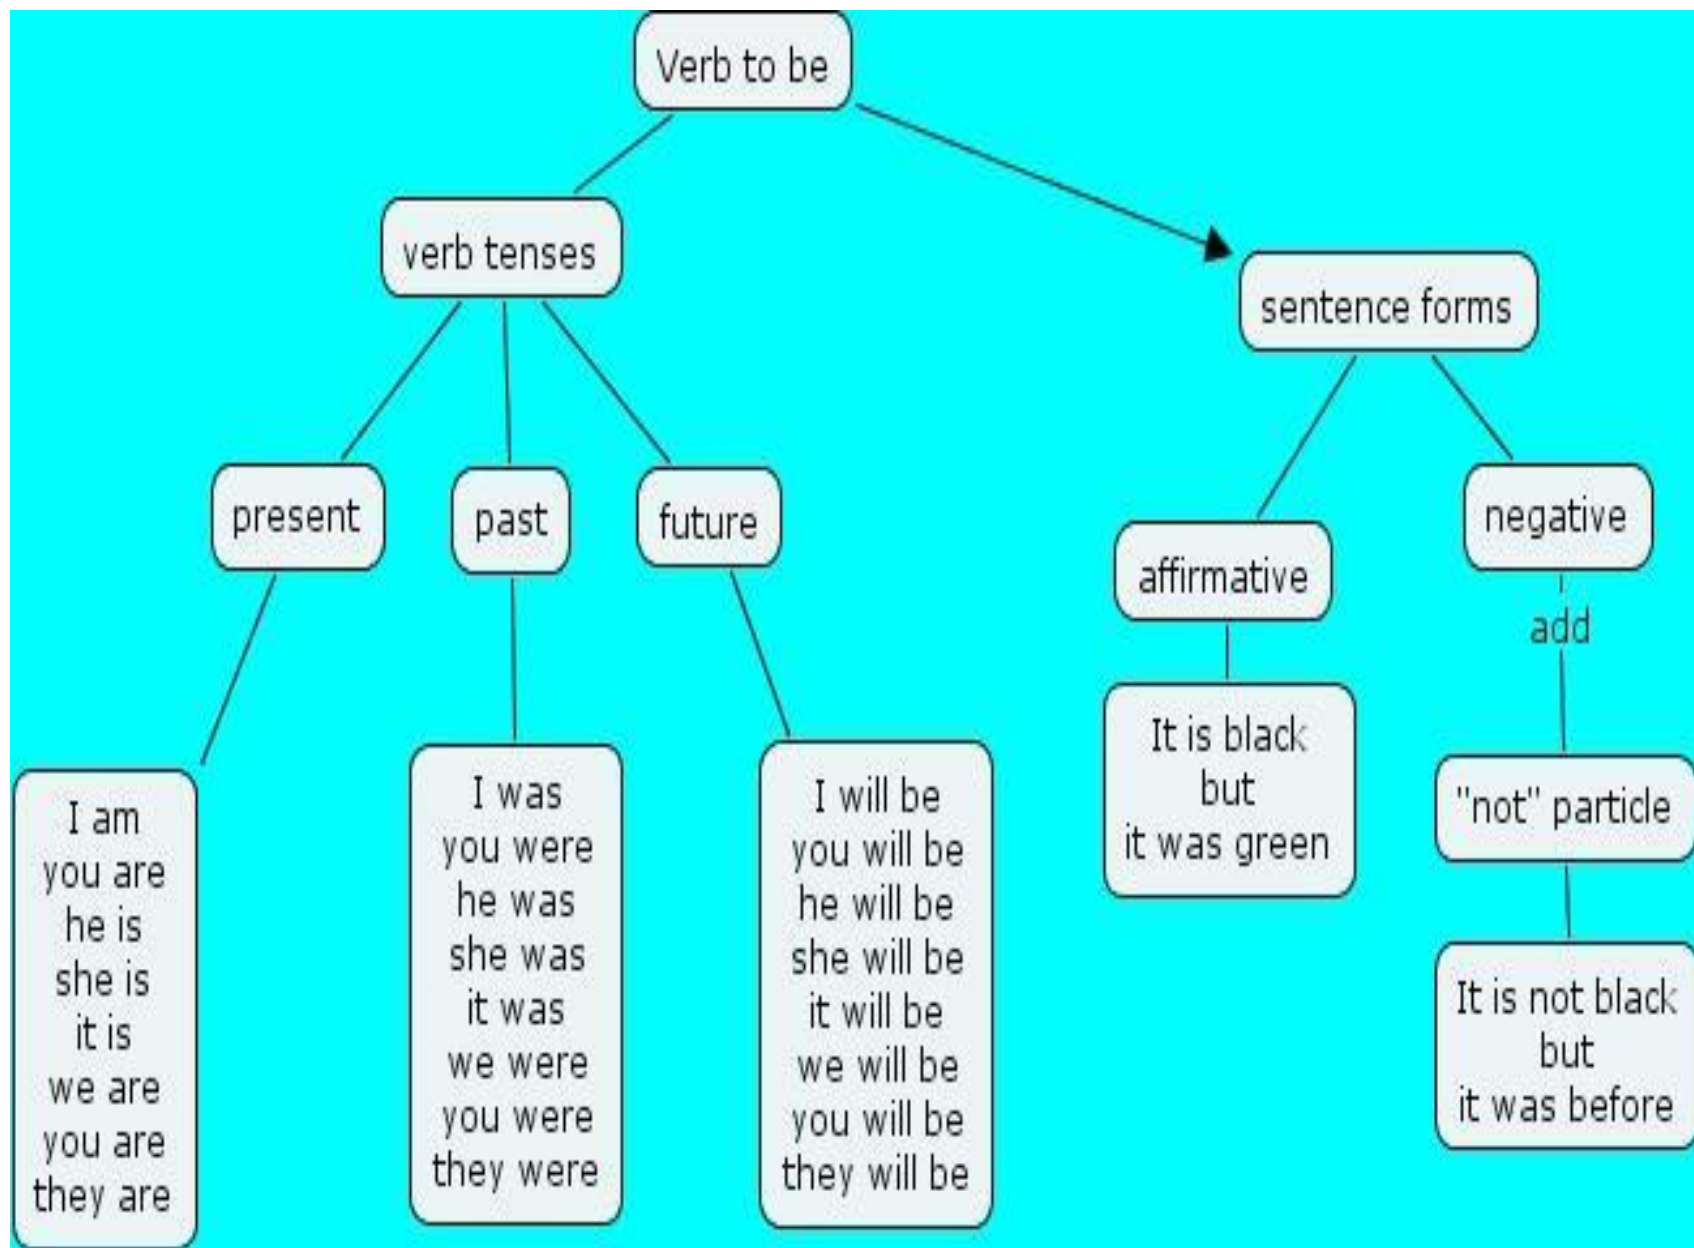 Verb to be
verb tenses
sentence forms
present
past
future
affirmative
negative
add
I am
you are
he is
she is
it is
we are
you are
they are
I was
you were
he was
she was
it was
we were
you were
they were
I will be
you will be
he will be
she will be
it will be
we will be
you will be
they will be
It is black
but
it was green
"not" particle
It is not black
but
it was before